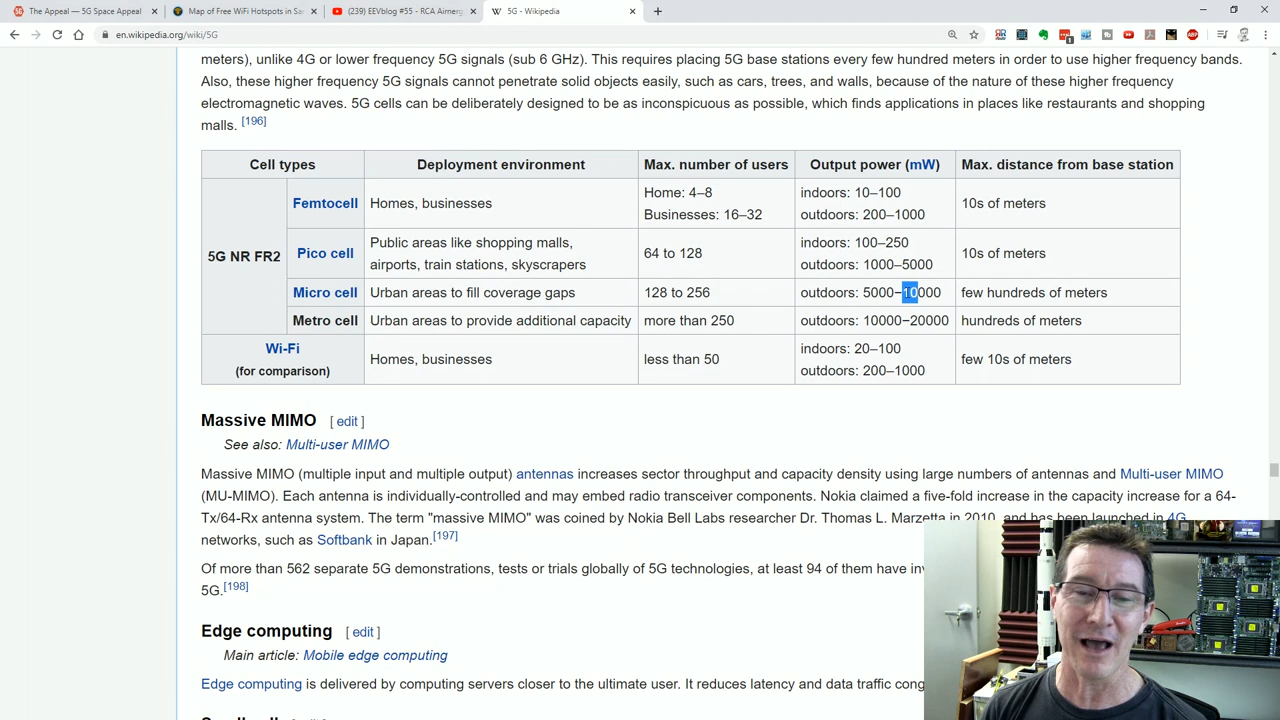 The Appeal — 5G Space Appeal
Map of Free WiFi Hotspots in Sa
(239) EEVblog #55 - RCA Airnerg
5G - Wikipedia
en.wikipedia.org/wiki/5G
meters), unlike 4G or lower frequency 5G signals (sub 6 GHz). This requires placing 5G base stations every few hundred meters in order to use higher frequency bands.
Also, these higher frequency 5G signals cannot penetrate solid objects easily, such as cars, trees, and walls, because of the nature of these higher frequency
electromagnetic waves. 5G cells can be deliberately designed to be as inconspicuous as possible, which finds applications in places like restaurants and shopping
malls. [196]
Cell types Deployment environment Max. number of users Output power (mW) Max. distance from base station
5G NR FR2
Femtocell Homes, businesses Home: 4–8 indoors: 10–100 10s of meters
Businesses: 16–32 outdoors: 200–1000
Pico cell Public areas like shopping malls, 64 to 128 indoors: 100–250 10s of meters
airports, train stations, skyscrapers outdoors: 1000–5000
Micro cell Urban areas to fill coverage gaps 128 to 256 outdoors: 5000−10000 few hundreds of meters
Metro cell Urban areas to provide additional capacity more than 250 outdoors: 10000−20000 hundreds of meters
Wi-Fi Homes, businesses less than 50 indoors: 20–100 few 10s of meters
(for comparison) outdoors: 200–1000
Massive MIMO [ edit ]
See also: Multi-user MIMO
Massive MIMO (multiple input and multiple output) antennas increases sector throughput and capacity density using large numbers of antennas and Multi-user MIMO
(MU-MIMO). Each antenna is individually-controlled and may embed radio transceiver components. Nokia claimed a five-fold increase in the capacity increase for a 64-
Tx/64-Rx antenna system. The term "massive MIMO" was coined by Nokia Bell Labs researcher Dr. Thomas L. Marzetta in 2010, and has been launched in 4G
networks, such as Softbank in Japan.[197]
Of more than 562 separate 5G demonstrations, tests or trials globally of 5G technologies, at least 94 of them have inv
5G.[198]
Edge computing [ edit ]
Main article: Mobile edge computing
Edge computing is delivered by computing servers closer to the ultimate user. It reduces latency and data traffic cong